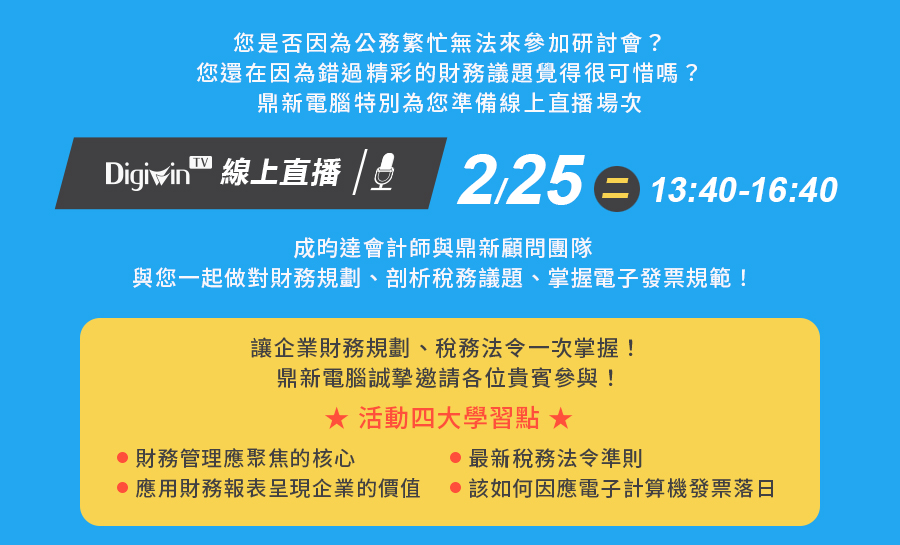 您是否因為公務繁忙無法來參加研討會？
您還在因為錯過精彩的財務議題覺得很可惜嗎？
鼎新電腦特別為您準備線上直播場次
Digiwin TV 線上直播 2/25 二 13:40-16:40
成昀達會計師與鼎新顧問團隊
與您一起做對財務規劃、剖析稅務議題、掌握電子發票規範！
讓企業財務規劃、稅務法令一次掌握！
鼎新電腦誠摯邀請各位貴賓參與！
★ 活動四大學習點 ★
● 財務管理應聚焦的核心 ● 最新稅務法令準則
● 應用財務報表呈現企業的價值 ● 該如何因應電子計算機發票落日